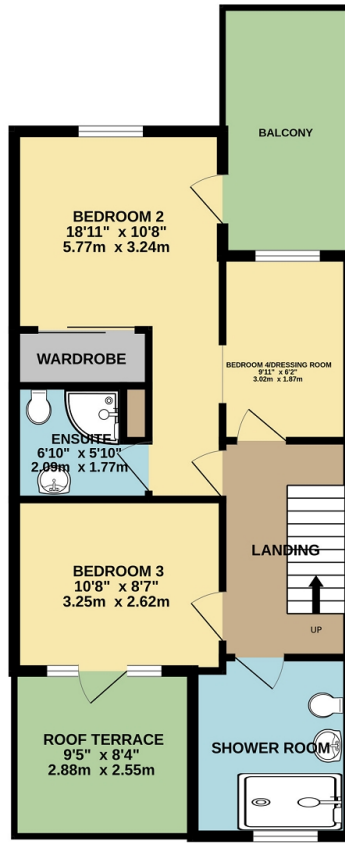 BALCONY
BEDROOM 2
18'11" x 10'8"
5.77m x 3.24m
WARDROBE
BEDROOM 4/DRESSING ROOM
9'11" x 6'2"
3.02m x 1.87m
ENSUITE
6'10" x 5'10"
2.09m x 1.77m
LANDING
BEDROOM 3
10'8" x 8'7"
3.25m x 2.62m
UP
ROOF TERRACE
9'5" x 8'4"
2.88m x 2.55m
SHOWER ROOM